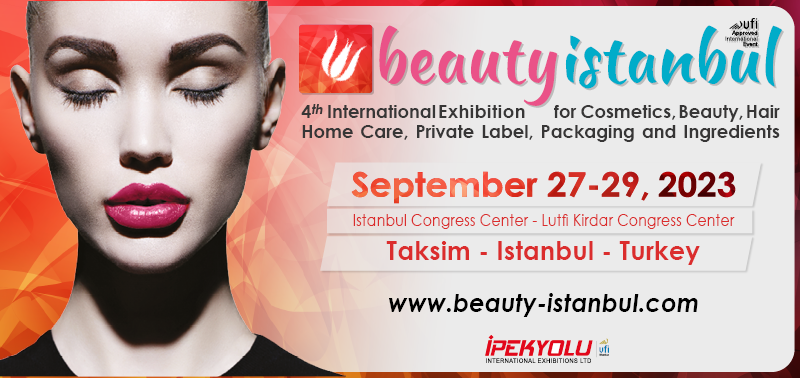 beautyistanbul
ufi
Approved
International
Event
4th International Exhibition for Cosmetics, Beauty, Hair
Home Care, Private Label, Packaging and Ingredients
September 27-29, 2023
Istanbul Congress Center - Lutfi Kirdar Congress Center
Taksim - Istanbul - Turkey
www.beauty-istanbul.com
İPEKYOLU
INTERNATIONAL EXHIBITIONS LTD
ufi